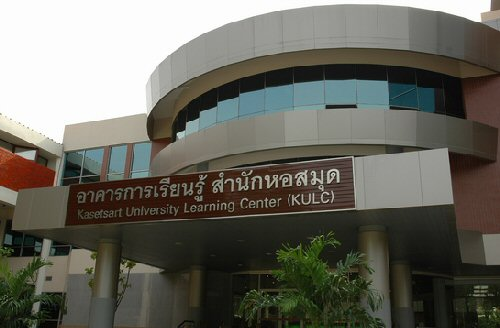 อาคารการเรียนรู้ สำนักหอสมุด
Kasetsart University Learning Center (KULC)